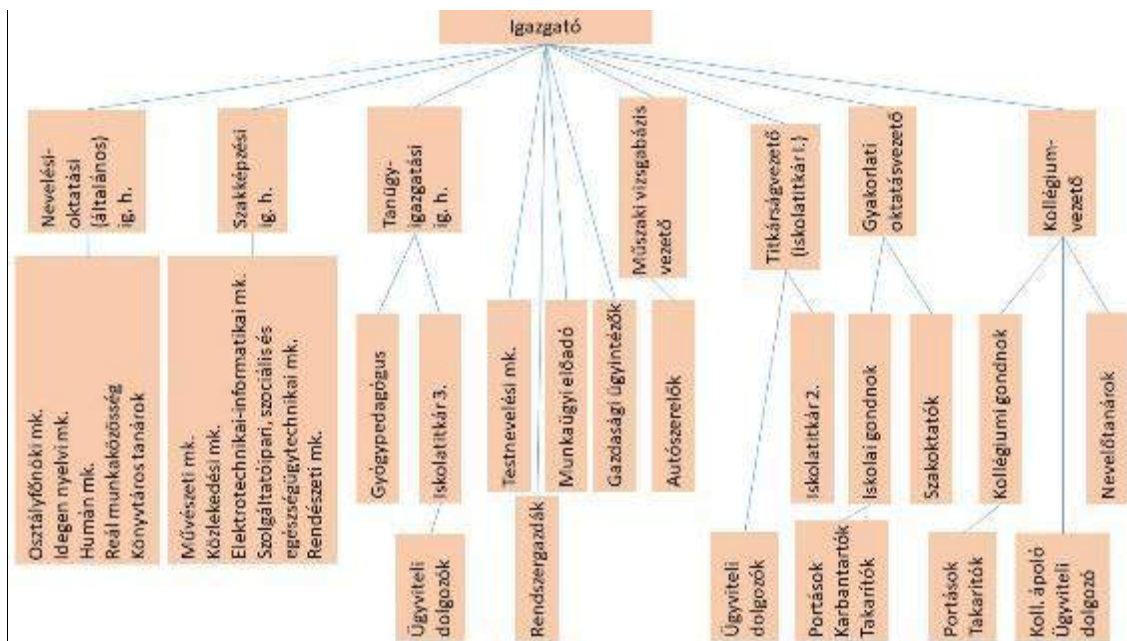 Igazgató
Nevelési-
oktatási
(általános)
ig. h.
Szakképzési
ig. h.
Tanügy-
igazgatási
ig. h.
Műszaki vizsgabázis
vezető
Titkárságvezető
(Iskolatitkár I.)
Gyakorlati
oktatásvezető
Kollégium-
vezető
Osztályfőnöki mk.
Idegen nyelvi mk.
Humán mk.
Reál munkaközösség
Könyvtáros tanárok
Művészeti mk.
Közlekedési mk.
Elektrotechnikai-informatikai mk.
Szolgáltatóipari, szociális és
egészségügytechnikai mk.
Rendészeti mk.
Gyógypedagógus
Iskolatitkár 3.
Testnevelési mk.
Munkaügyi előadó
Gazdasági ügyintézők
Autószerelők
Iskolatitkár 2.
Iskolai gondnok
Szakoktatók
Kollégiumi gondnok
Nevelőtanárok
Ügyviteli
dolgozók
Rendszergazdák
Ügyviteli
dolgozók
Portások
Karbantartók
Takarítók
Portások
Takarítók
Koll. ápoló
Ügyviteli
dolgozó